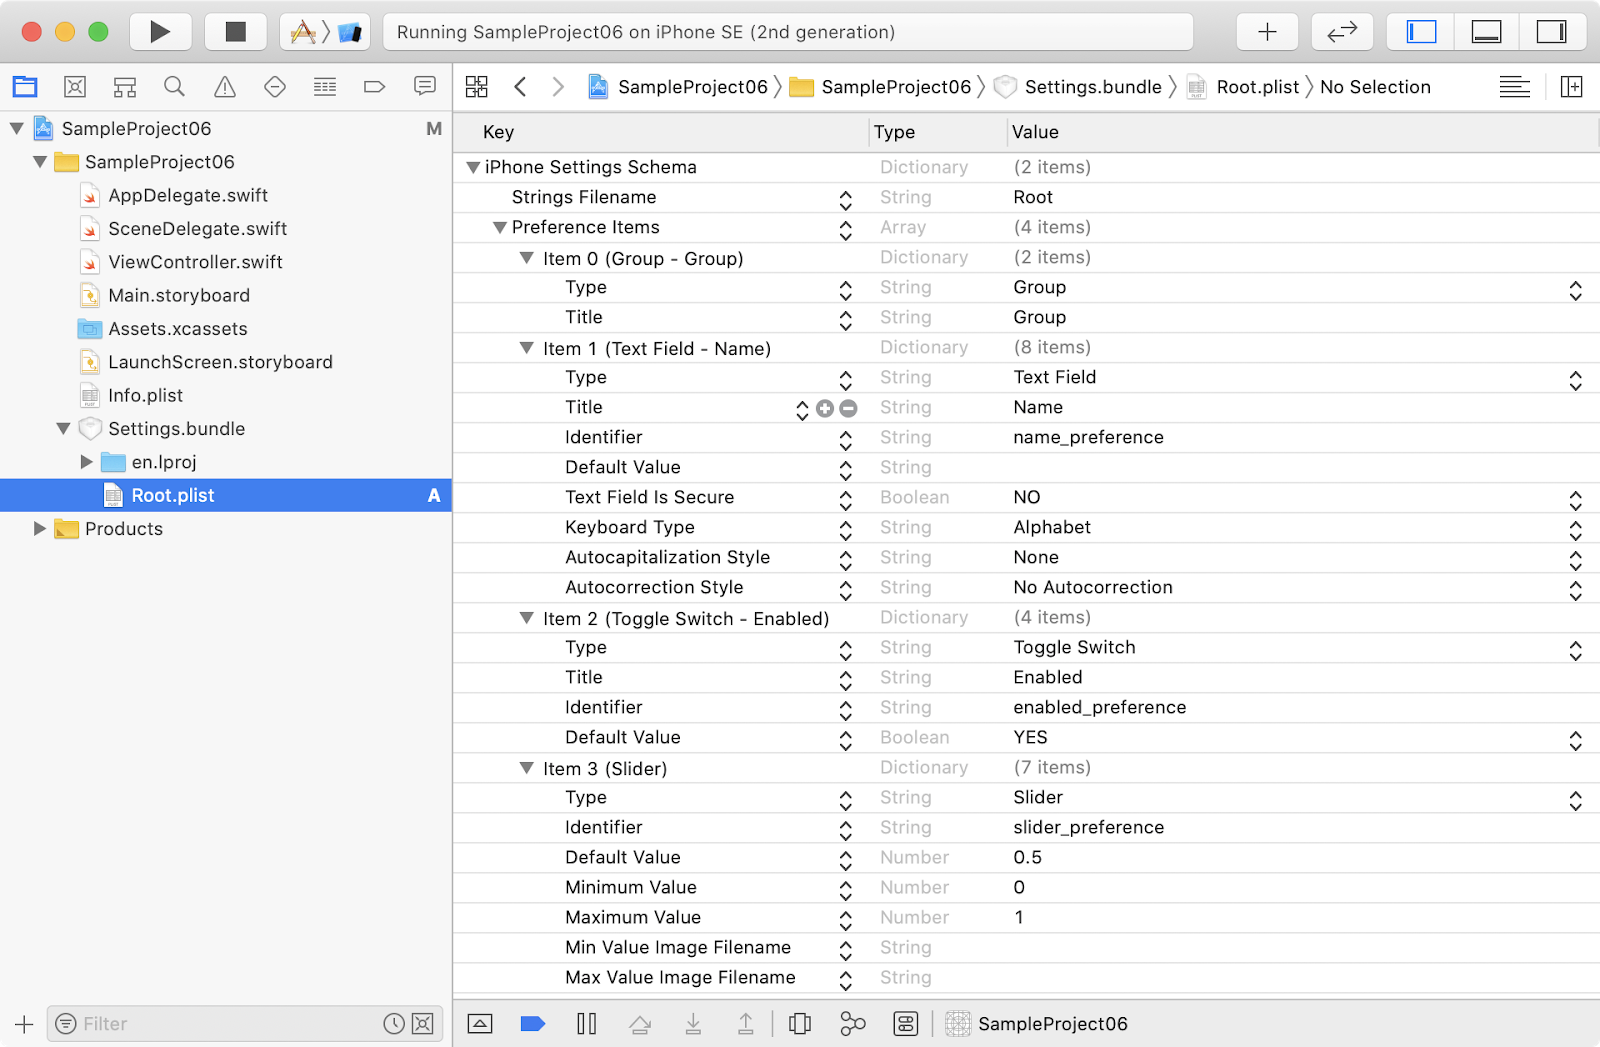 Running SampleProject06 on iPhone SE (2nd generation)
SampleProject06 SampleProject06 Settings.bundle Root.plist No Selection
SampleProject06 M
SampleProject06
AppDelegate.swift
SceneDelegate.swift
ViewController.swift
Main.storyboard
Assets.xcassets
LaunchScreen.storyboard
Info.plist
Settings.bundle
en.lproj
Root.plist A
Products
Filter
Key Type Value
iPhone Settings Schema Dictionary (2 items)
Strings Filename String Root
Preference Items Array (4 items)
Item 0 (Group - Group) Dictionary (2 items)
Type String Group
Title String Group
Item 1 (Text Field - Name) Dictionary (8 items)
Type String Text Field
Title String Name
Identifier String name_preference
Default Value String
Text Field Is Secure Boolean NO
Keyboard Type String Alphabet
Autocapitalization Style String None
Autocorrection Style String No Autocorrection
Item 2 (Toggle Switch - Enabled) Dictionary (4 items)
Type String Toggle Switch
Title String Enabled
Identifier String enabled_preference
Default Value Boolean YES
Item 3 (Slider) Dictionary (7 items)
Type String Slider
Identifier String slider_preference
Default Value Number 0.5
Minimum Value Number 0
Maximum Value Number 1
Min Value Image Filename String
Max Value Image Filename String
SampleProject06